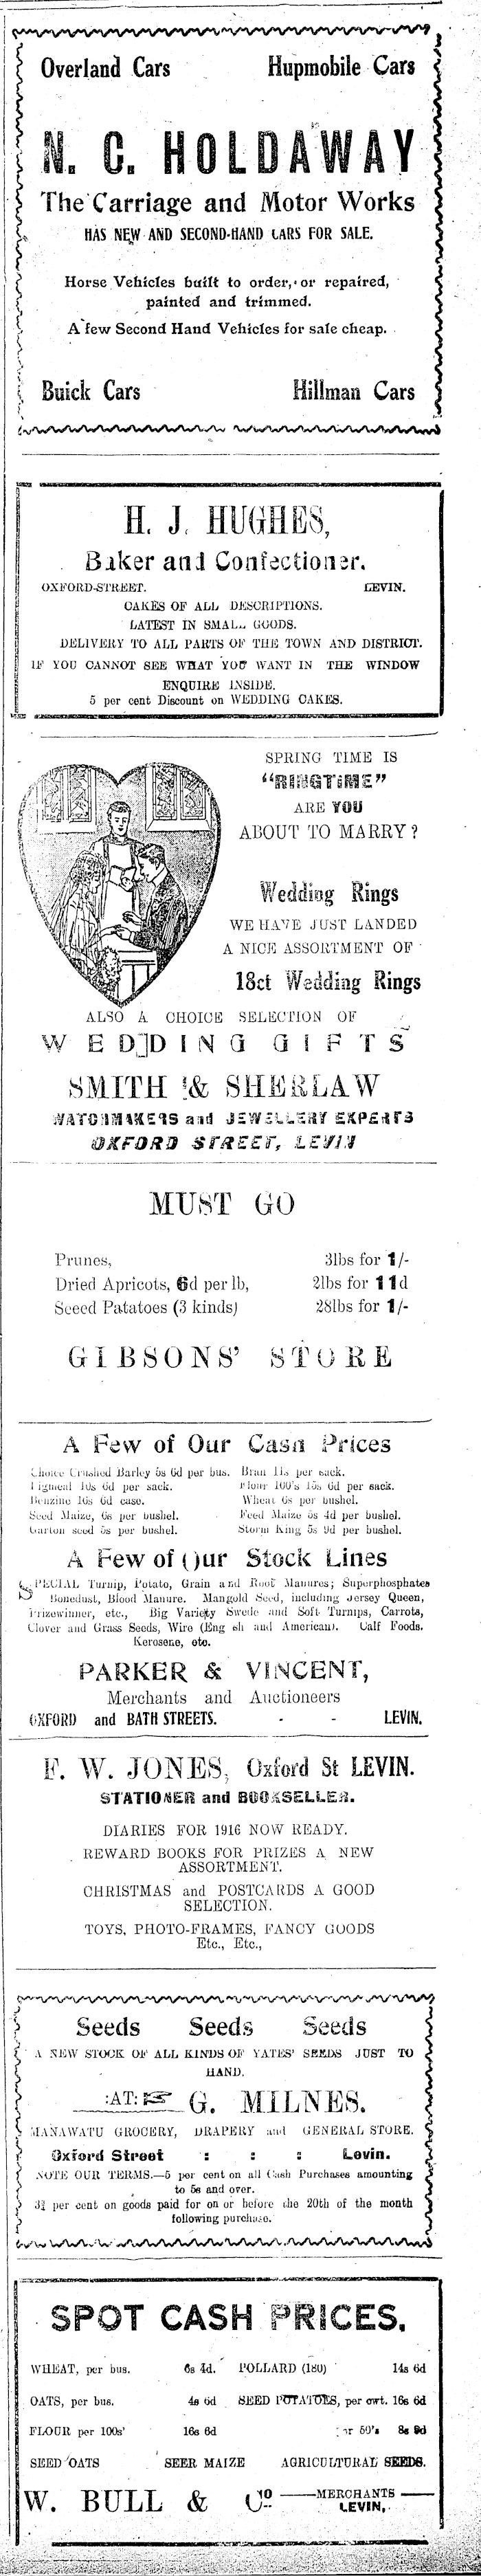 Overland Cars Hupmobile Cars
N. C. HOLDAWAY
The Carriage and Motor Works
HAS NEW AND SECOND-HAND CARS FOR SALE.
Horse Vehicles built to order, or repaired,
painted and trimmed.
A few Second Hand Vehicles for sale cheap.
Buick Cars Hillman Cars
H. J. HUGHES,
Baker and Confectioner.
OXFORD-STREET. LEVIN.
CAKES OF ALL DESCRIPTIONS.
LATEST IN SMALL GOODS.
DELIVERY TO ALL PARTS OF THE TOWN AND DISTRICT.
IF YOU CANNOT SEE WHAT YOU WANT IN THE WINDOW
ENQUIRE INSIDE.
5 per cent Discount on WEDDING CAKES.
SPRING TIME IS
"RINGTIME"
ARE YOU
ABOUT TO MARRY?
Wedding Rings
WE HAVE JUST LANDED
A NICE ASSORTMENT OF
18ct Wedding Rings
ALSO A CHOICE SELECTION OF
WED]DING GIFTS
SMITH & SHERLAW
WATCHMAKERS and JEWELLERY EXPERTS
OXFORD STREET, LEVIN
MUST GO
Prunes, 3lbs for 1/-
Dried Apricots, 6d per lb, 2lbs for 11d
Sceed Patatoes (3 kinds) 28lbs for 1/-
GIBSONS' STORE
A Few of Our Cash Prices
Choice Crushed Barley 5s 6d per bus. Bran 11s per sack.
Pigmeal 10s 6d per sack. Flour 100's 15s 6d per sack.
Benzine 16s 6d case. Wheat 6s per bushel.
Seed Maize, 6s per bushel. Feed Maize 5s 4d per bushel.
Garton seed 5s per bushel. Storm King 5s 9d per bushel.
A Few of Our Stock Lines
SPECIAL Turnip, Potato, Grain and Root Manures; Superphosphates
Bonedust, Blood Manure. Mangold Seed, including Jersey Queen,
Prizewinner, etc., Big Variety Swede and Soft Turnips, Carrots,
Clover and Grass Seeds, Wire (English and American). Calf Foods.
Kerosene, etc.
PARKER & VINCENT,
Merchants and Auctioneers
OXFORD and BATH STREETS. - - LEVIN.
F. W. JONES, Oxford St LEVIN.
STATIONER and BOOKSELLER.
DIARIES FOR 1916 NOW READY.
REWARD BOOKS FOR PRIZES A NEW
ASSORTMENT.
CHRISTMAS and POSTCARDS A GOOD
SELECTION.
TOYS, PHOTO-FRAMES, FANCY GOODS
Etc., Etc.,
Seeds Seeds Seeds
A NEW STOCK OF ALL KINDS OF YATES' SEEDS JUST TO
HAND.
:AT: G. MILNES.
MANAWATU GROCERY, DRAPERY and GENERAL STORE.
Oxford Street : : : Levin.
NOTE OUR TERMS.—5 per cent on all Cash Purchases amounting
to 5s and over.
3¾ per cent on goods paid for on or before the 20th of the month
following purchase.
SPOT CASH PRICES.
WHEAT, per bus. 6s 4d. POLLARD (180) 14s 6d
OATS, per bus. 4s 6d SEED POTATOES, per cwt. 16s 6d
FLOUR per 100s' 16s 6d or 50's 8s 9d
SEED OATS SEER MAIZE AGRICULTURAL SEEDS.
W. BULL & Co MERCHANTS
LEVIN,